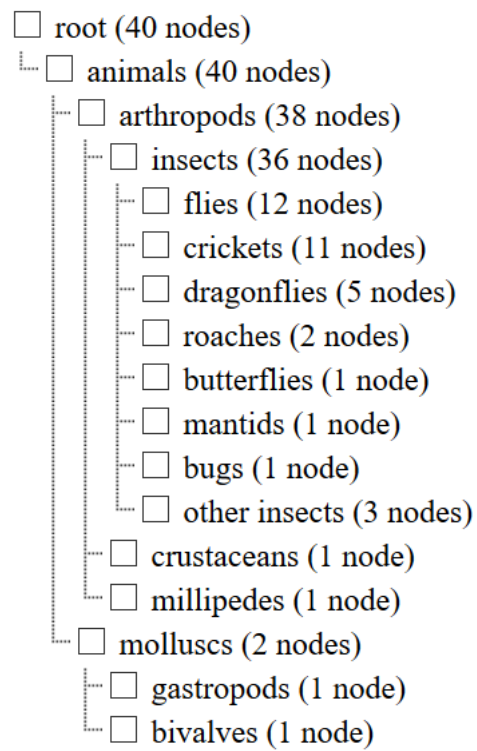 root (40 nodes)
animals (40 nodes)
arthropods (38 nodes)
insects (36 nodes)
flies (12 nodes)
crickets (11 nodes)
dragonflies (5 nodes)
roaches (2 nodes)
butterflies (1 node)
mantids (1 node)
bugs (1 node)
other insects (3 nodes)
crustaceans (1 node)
millipedes (1 node)
molluscs (2 nodes)
gastropods (1 node)
bivalves (1 node)